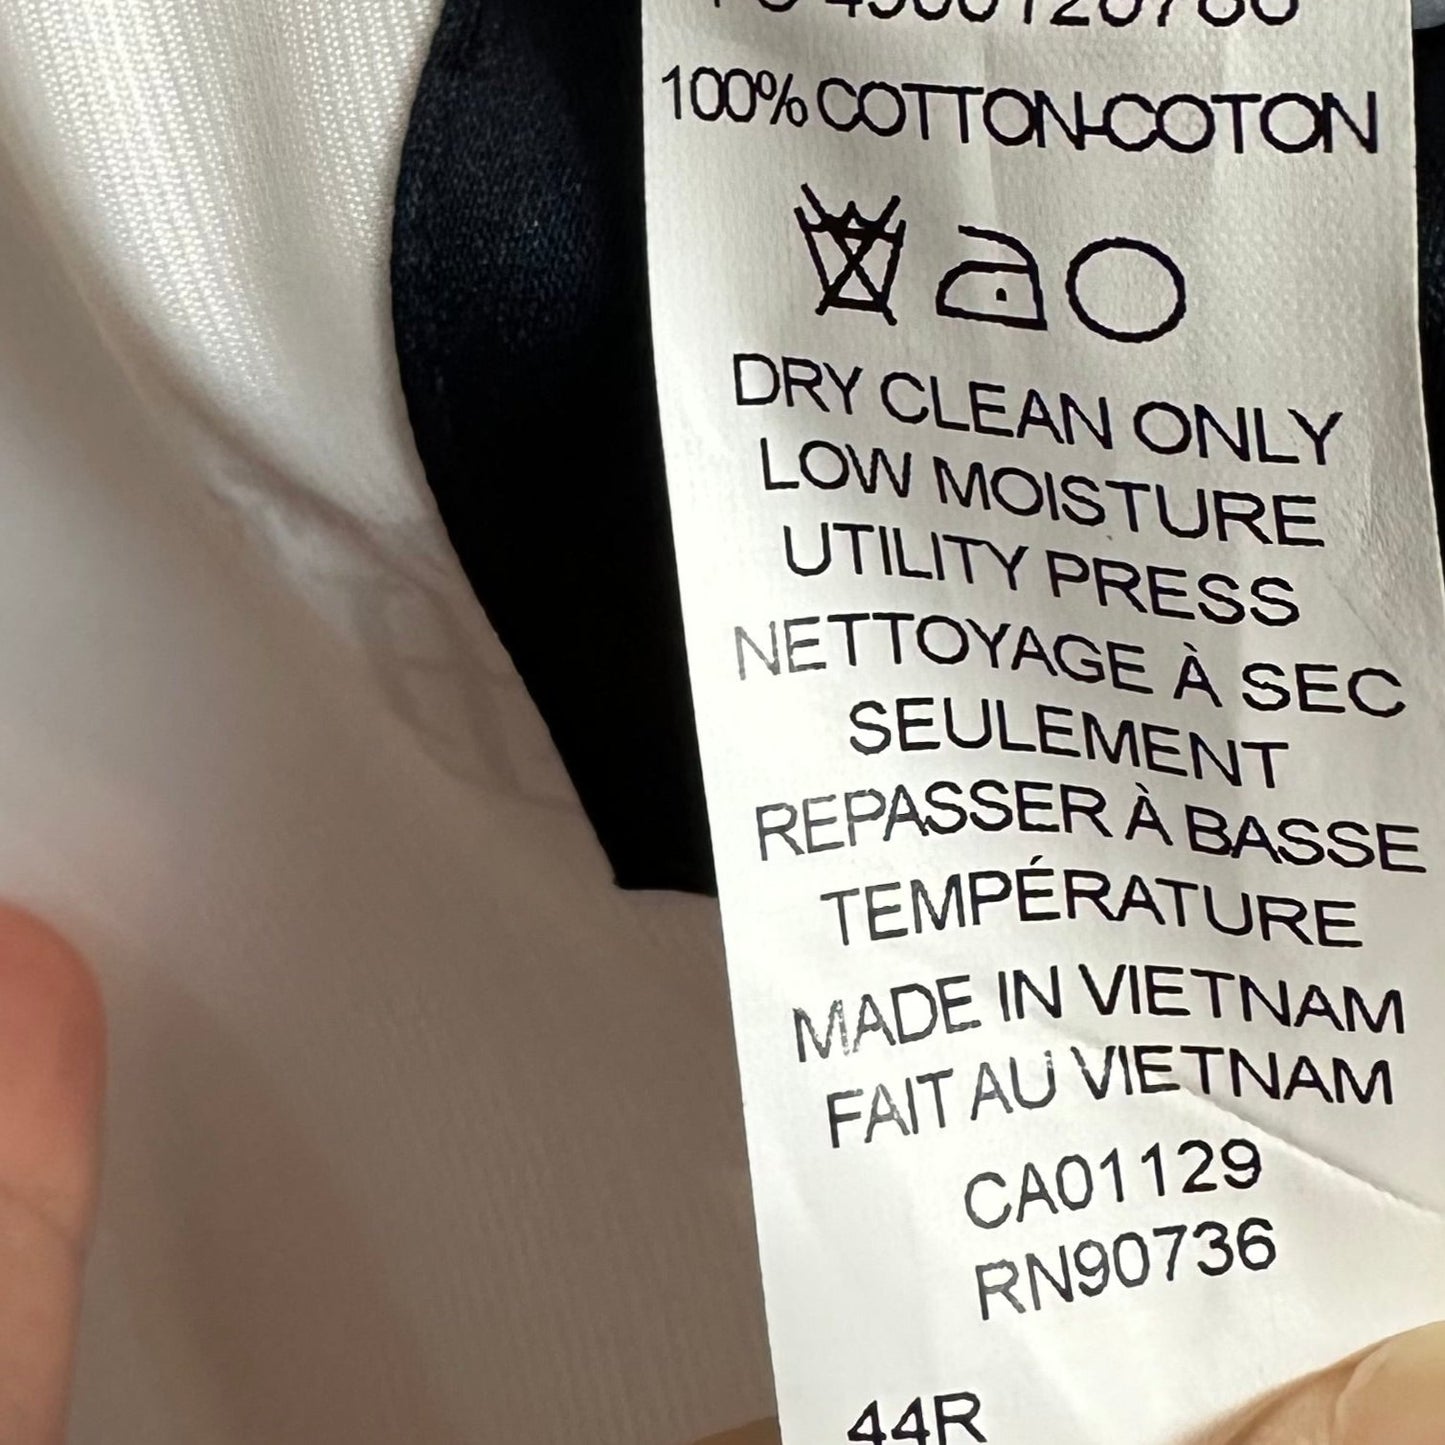 100% COTTON-COTON
DRY CLEAN ONLY
LOW MOISTURE
UTILITY PRESS
NETTOYAGE À SEC
SEULEMENT
REPASSER À BASSE
TEMPÉRATURE
MADE IN VIETNAM
FAIT AU VIETNAM
CA01129
RN90736
44R